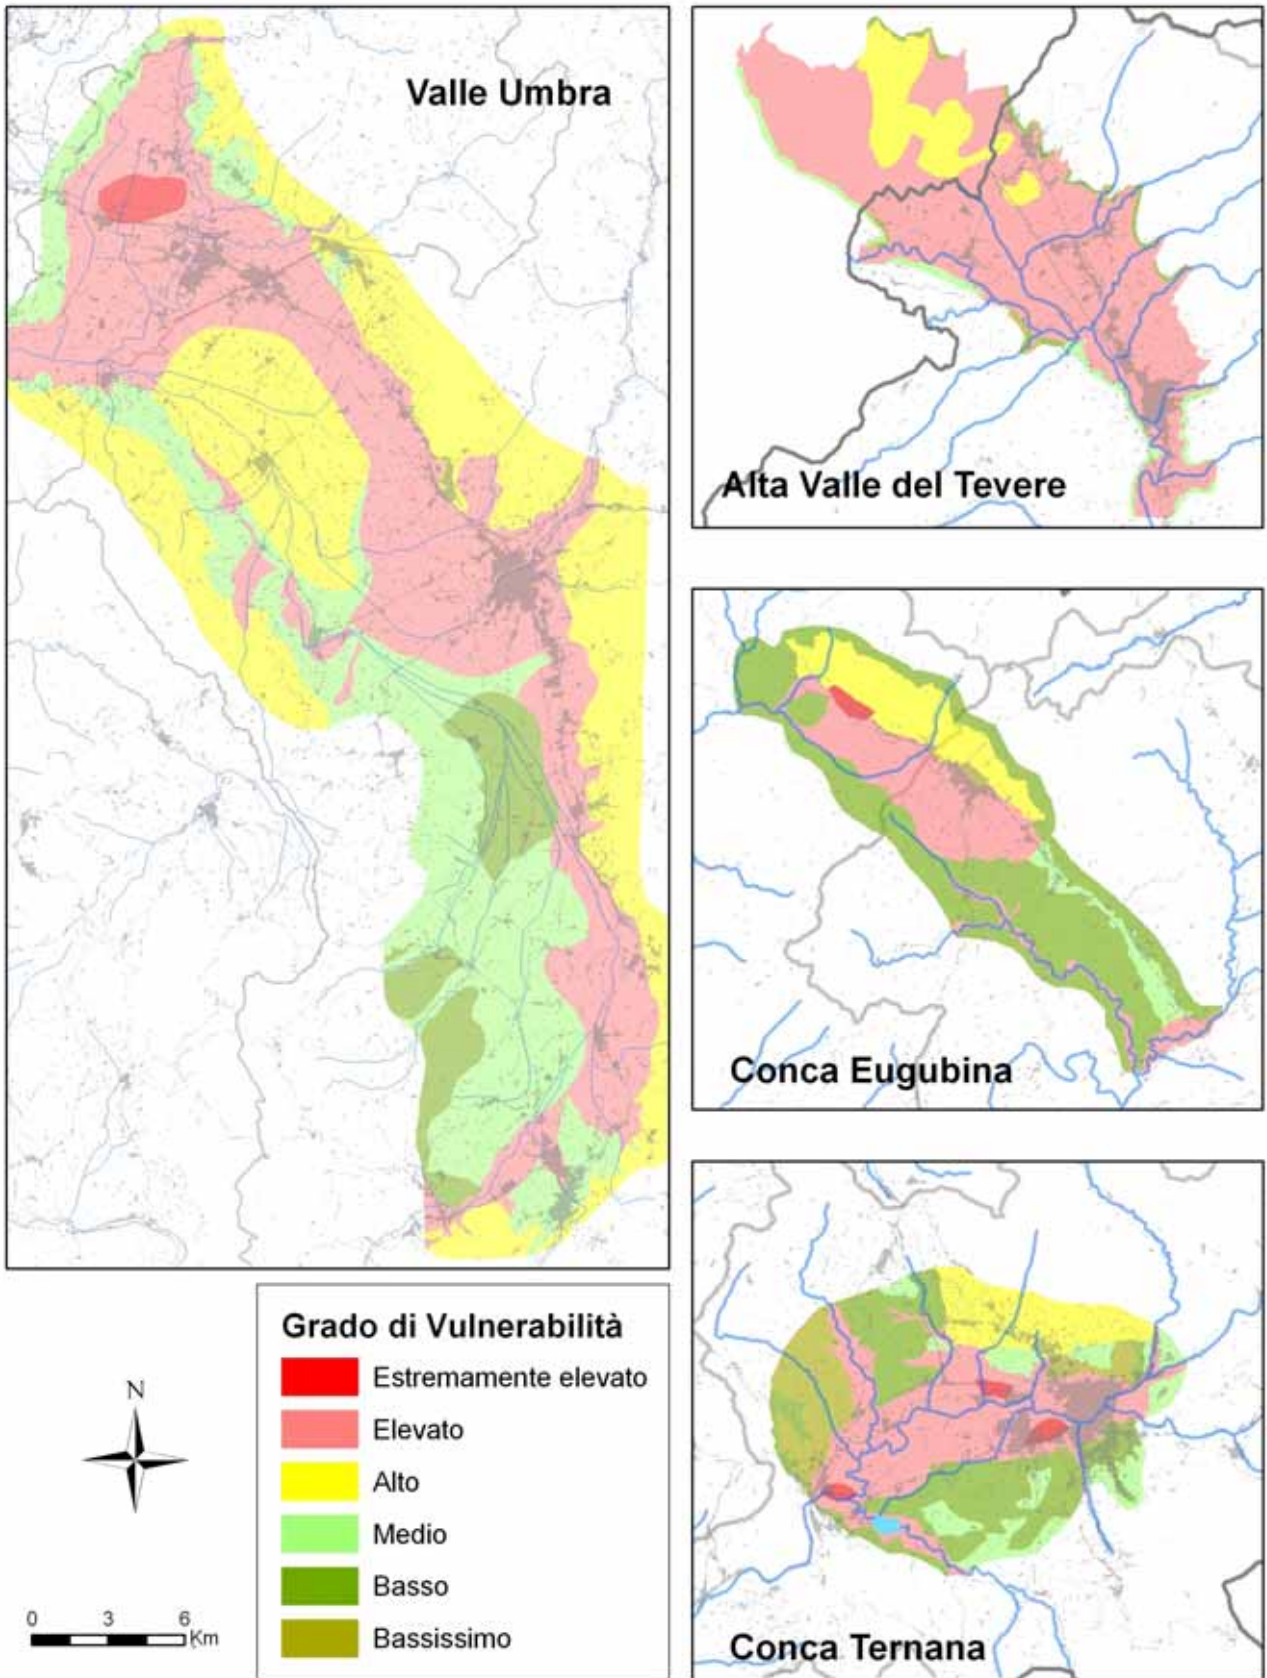 Valle Umbra
Alta Valle del Tevere
Conca Eugubina
Conca Ternana
Grado di Vulnerabilità
Estremamente elevato
Elevato
Alto
Medio
Basso
Bassissimo
N
0 3 6
Km